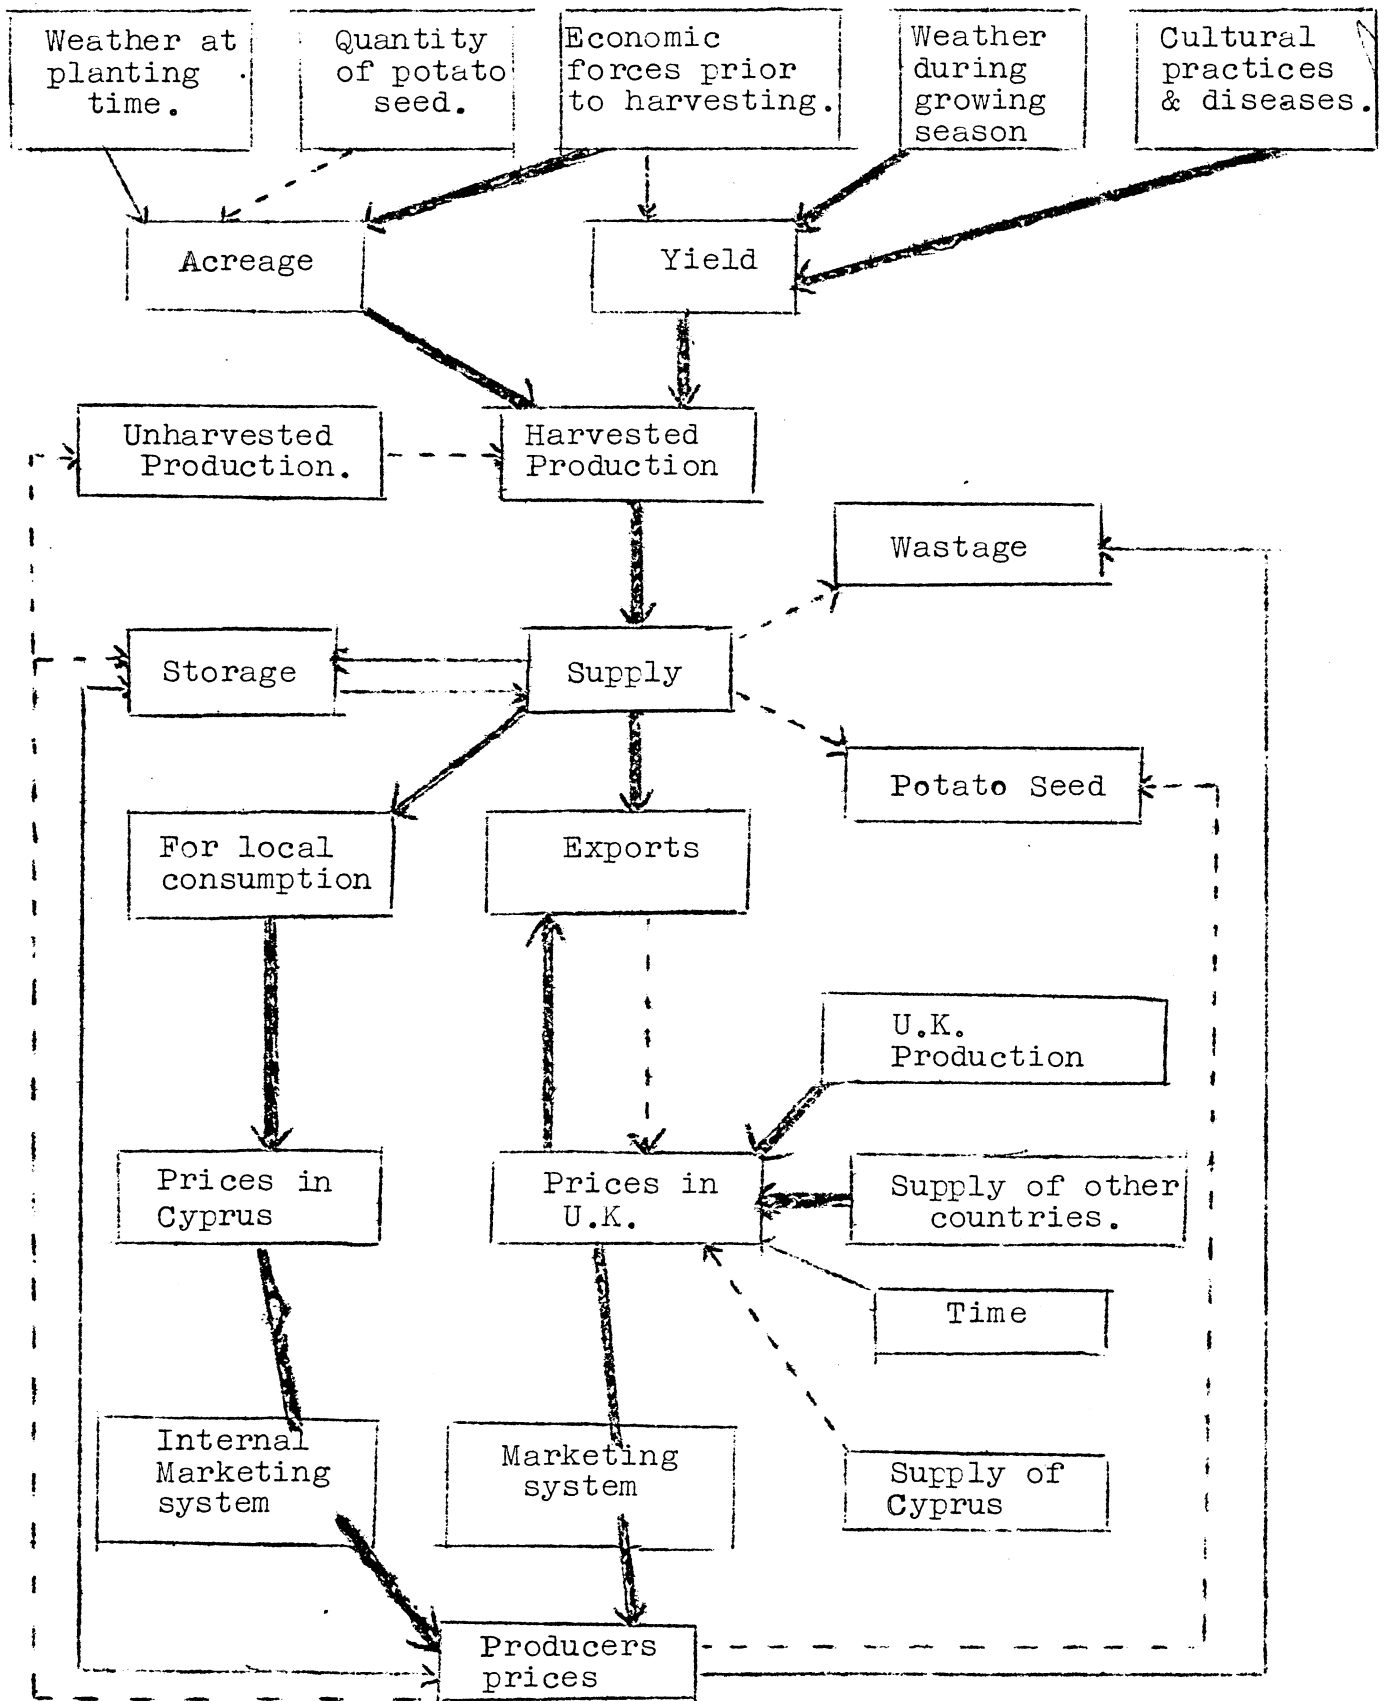 Weather at
planting
time.
Quantity
of potato
seed.
Economic
forces prior
to harvesting.
Weather
during
growing
season
Cultural
practices
& diseases.
Acreage
Yield
Unharvested
Production.
Harvested
Production
Wastage
Storage
Supply
Potato Seed
For local
consumption
Exports
U.K.
Production
Prices in
Cyprus
Prices in
U.K.
Supply of other
countries.
Time
Internal
Marketing
system
Marketing
system
Supply of
Cyprus
Producers
prices